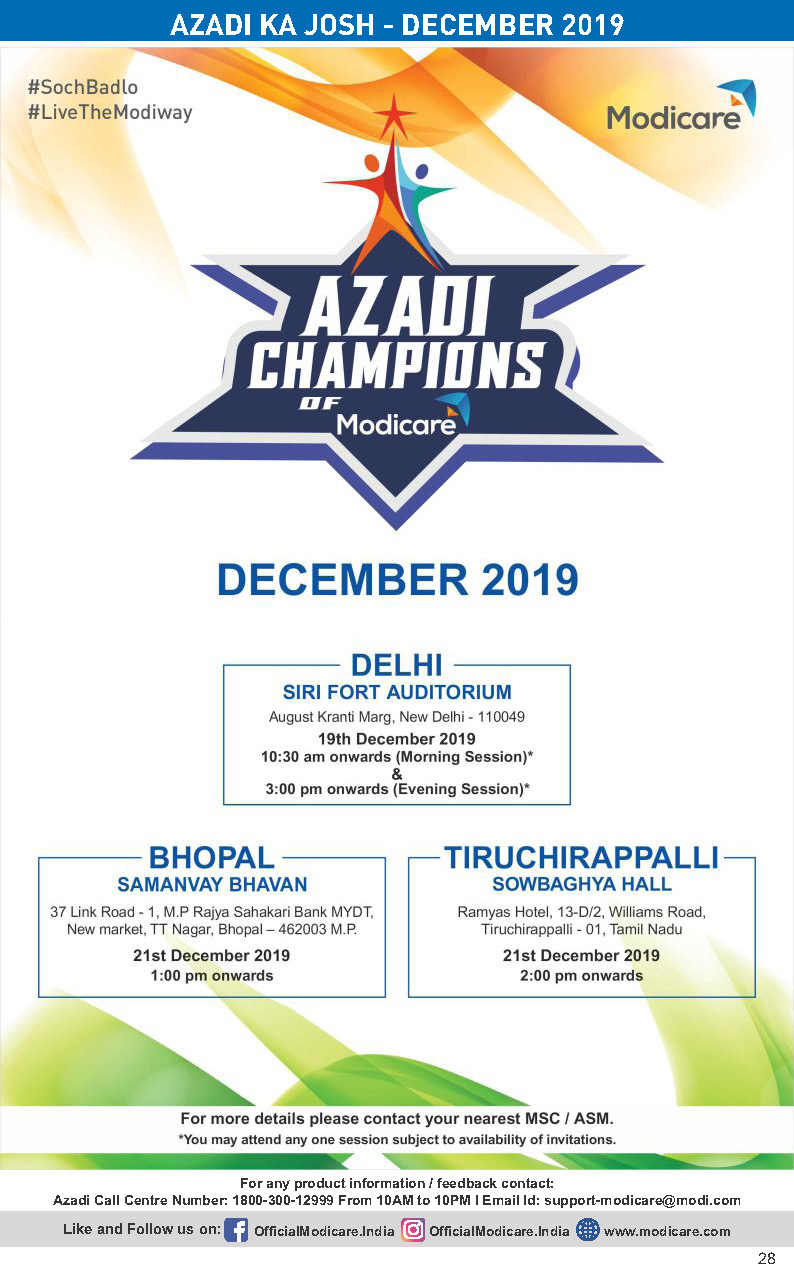 AZADI KA JOSH - DECEMBER 2019
#SochBadlo
#LiveTheModiway
Modicare
AZADI
CHAMPIONS
OF
Modicare
DECEMBER 2019
DELHI
SIRI FORT AUDITORIUM
August Kranti Marg, New Delhi - 110049
19th December 2019
10:30 am onwards (Morning Session)*
&
3:00 pm onwards (Evening Session)*
BHOPAL
SAMANVAY BHAVAN
37 Link Road - 1, M.P Rajya Sahakari Bank MYDT,
New market, TT Nagar, Bhopal – 462003 M.P.
21st December 2019
1:00 pm onwards
TIRUCHIRAPPALLI
SOWBAGHYA HALL
Ramyas Hotel, 13-D/2, Williams Road,
Tiruchirappalli - 01, Tamil Nadu
21st December 2019
2:00 pm onwards
For more details please contact your nearest MSC / ASM.
*You may attend any one session subject to availability of invitations.
For any product information / feedback contact:
Azadi Call Centre Number: 1800-300-12999 From 10AM to 10PM I Email Id: support-modicare@modi.com
Like and Follow us on: OfficialModicare.India OfficialModicare.India www.modicare.com
28